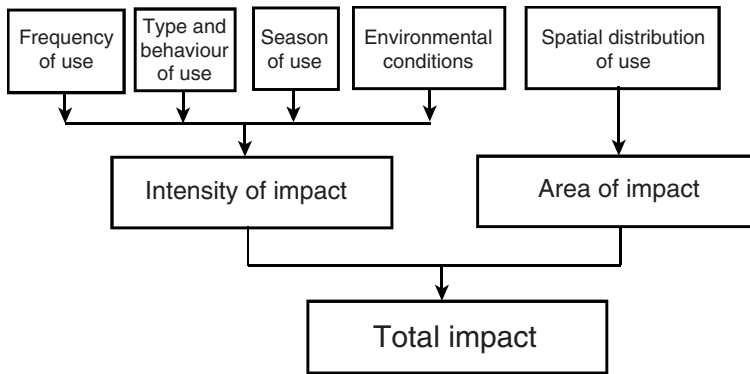 Frequency
of use
Type and
behaviour
of use
Season
of use
Environmental
conditions
Spatial distribution
of use
Intensity of impact
Area of impact
Total impact